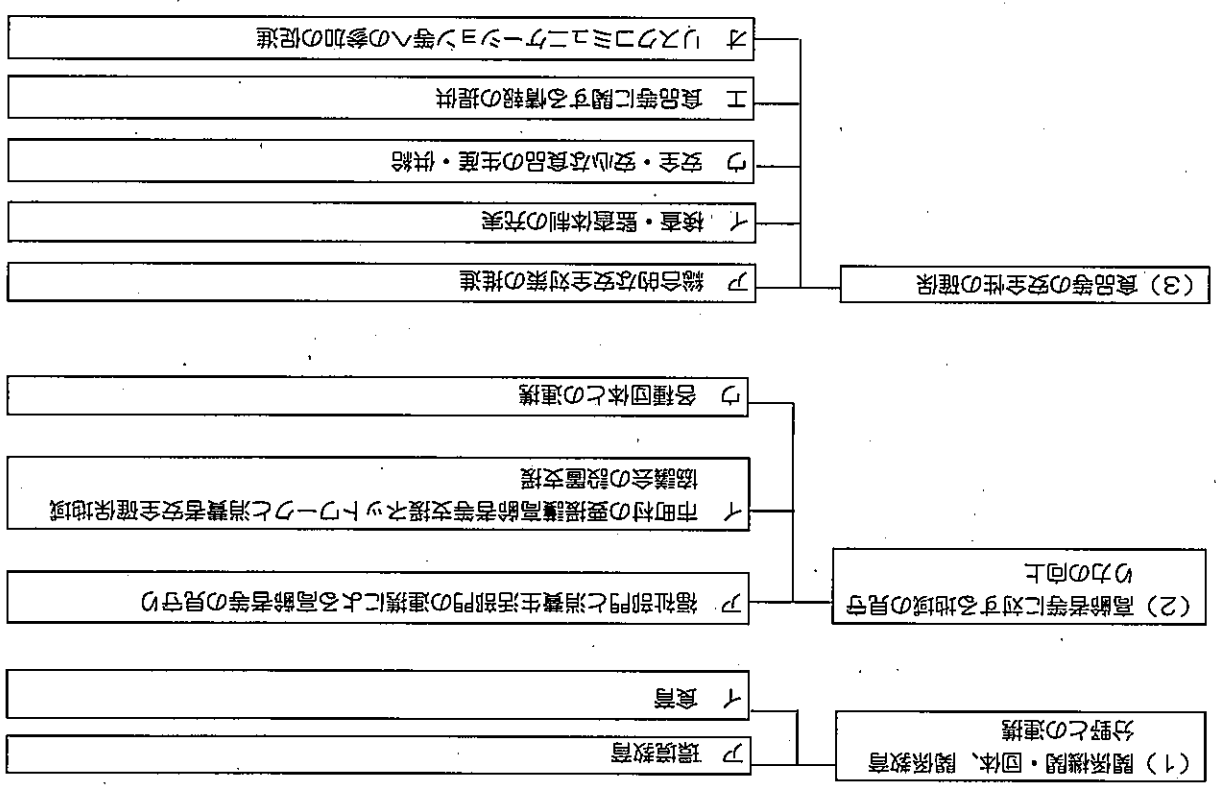 (1) 関係機関・団体、関係教育
分野との連携
ア 環境教育
イ 食育
(2) 高齢者等に対する地域の見守
り力の向上
ア 福祉部門と消費生活部門の連携による高齢者等の見守り
イ 市町村の要援護高齢者等支援ネットワークと消費者安全確保地域
協議会の設置支援
ウ 各種団体との連携
(3) 食品等の安全性の確保
ア 総合的な安全対策の推進
イ 検査・監査体制の充実
ウ 安全・安心な食品の生産・供給
エ 食品等に関する情報の提供
オ リスクコミュニケーション等への参加の促進